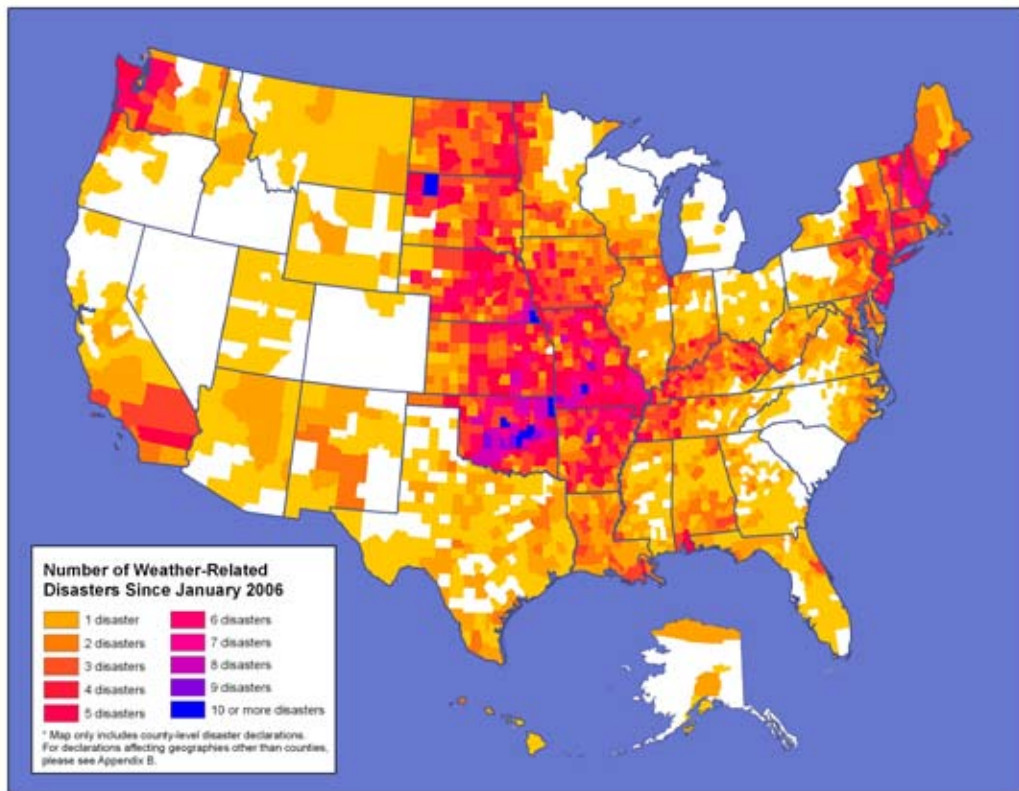 Number of Weather-Related
Disasters Since January 2006
1 disaster
2 disasters
3 disasters
4 disasters
5 disasters
6 disasters
7 disasters
8 disasters
9 disasters
10 or more disasters
* Map only includes county-level disaster declarations.
For declarations affecting geographies other than counties,
please see Appendix B.